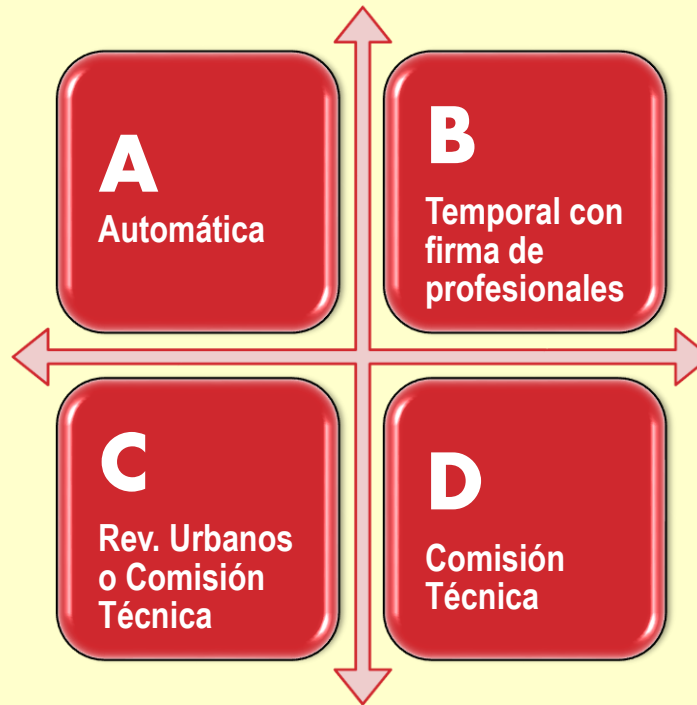 A
Automática
B
Temporal con
firma de
profesionales
C
Rev. Urbanos
o Comisión
Técnica
D
Comisión
Técnica